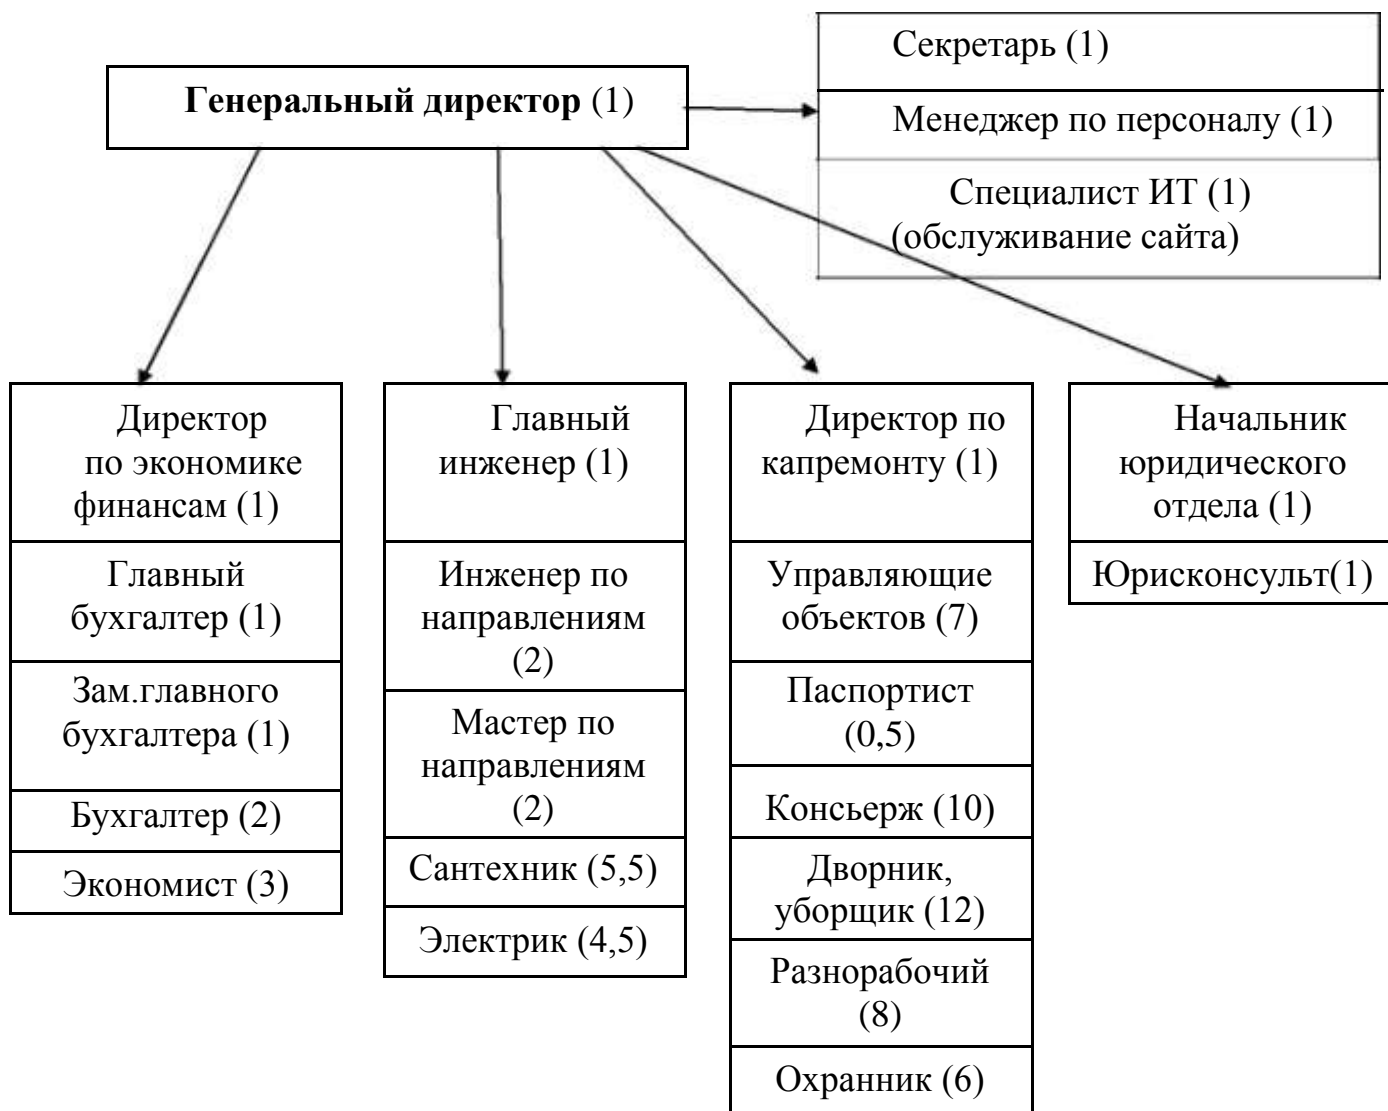 Секретарь (1)
Генеральный директор (1)
Менеджер по персоналу (1)
Специалист ИТ (1)
(обслуживание сайта)
Директор
по экономике
финансам (1)
Главный
бухгалтер (1)
Зам.главного
бухгалтера (1)
Бухгалтер (2)
Экономист (3)
Главный
инженер (1)
Инженер по
направлениям
(2)
Мастер по
направлениям
(2)
Сантехник (5,5)
Электрик (4,5)
Директор по
капремонту (1)
Управляющие
объектов (7)
Паспортист
(0,5)
Консьерж (10)
Дворник,
уборщик (12)
Разнорабочий
(8)
Охранник (6)
Начальник
юридического
отдела (1)
Юрисконсульт(1)